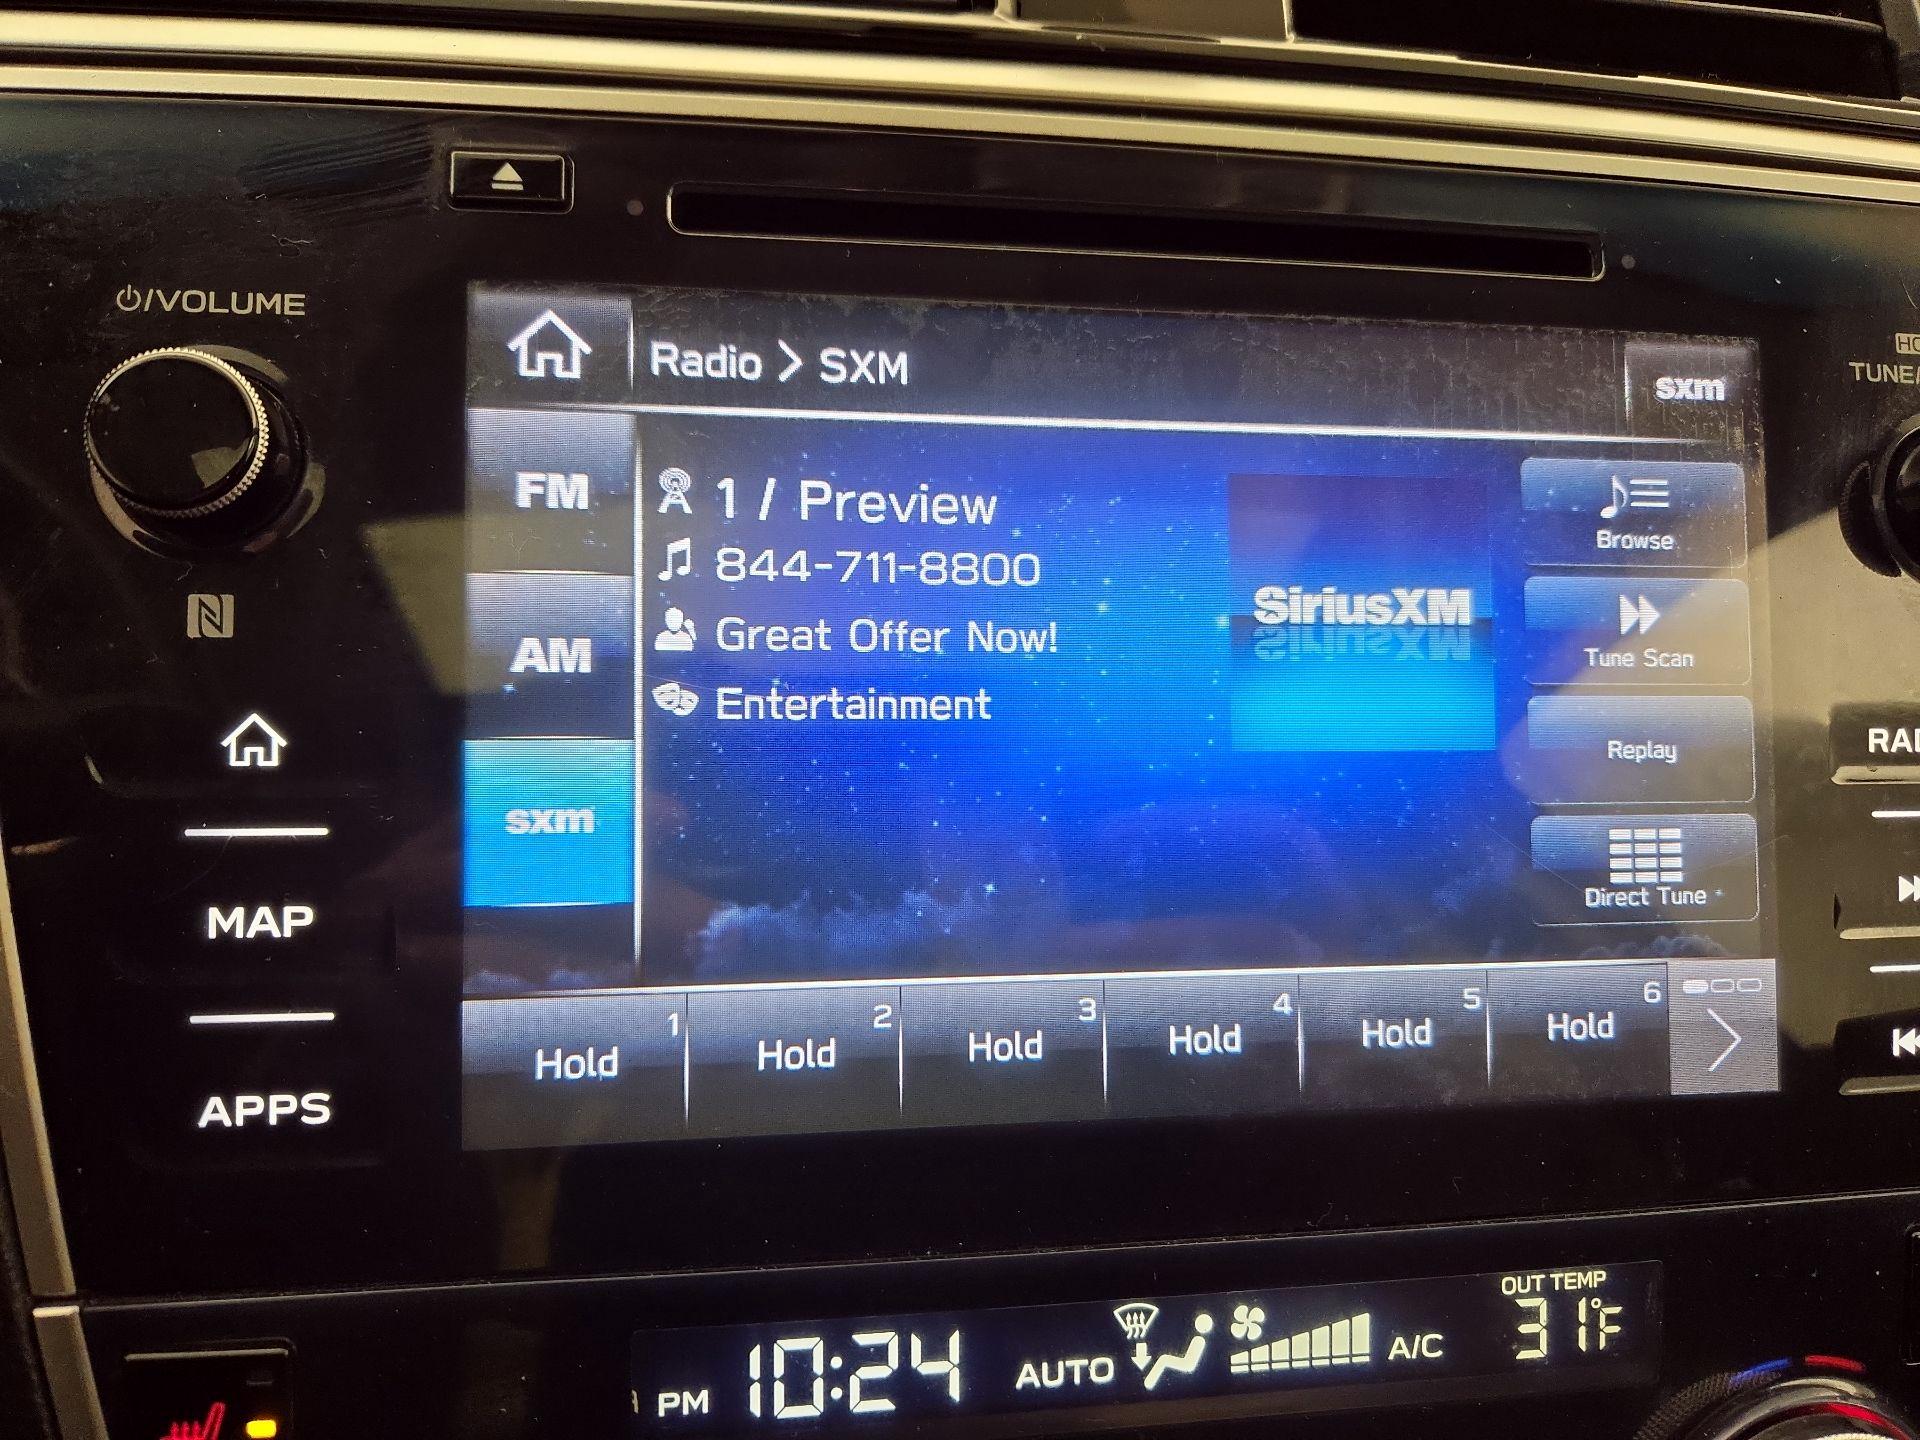 ⏻/VOLUME
Radio > SXM
sxm
FM
AM
sxm
1 / Preview
844-711-8800
Great Offer Now!
Entertainment
SiriusXM
Browse
Tune Scan
Replay
Direct Tune
1 Hold
2 Hold
3 Hold
4 Hold
5 Hold
6 Hold
MAP
APPS
TUNE/
PM 10:24
AUTO
A/C
OUT TEMP
31°F